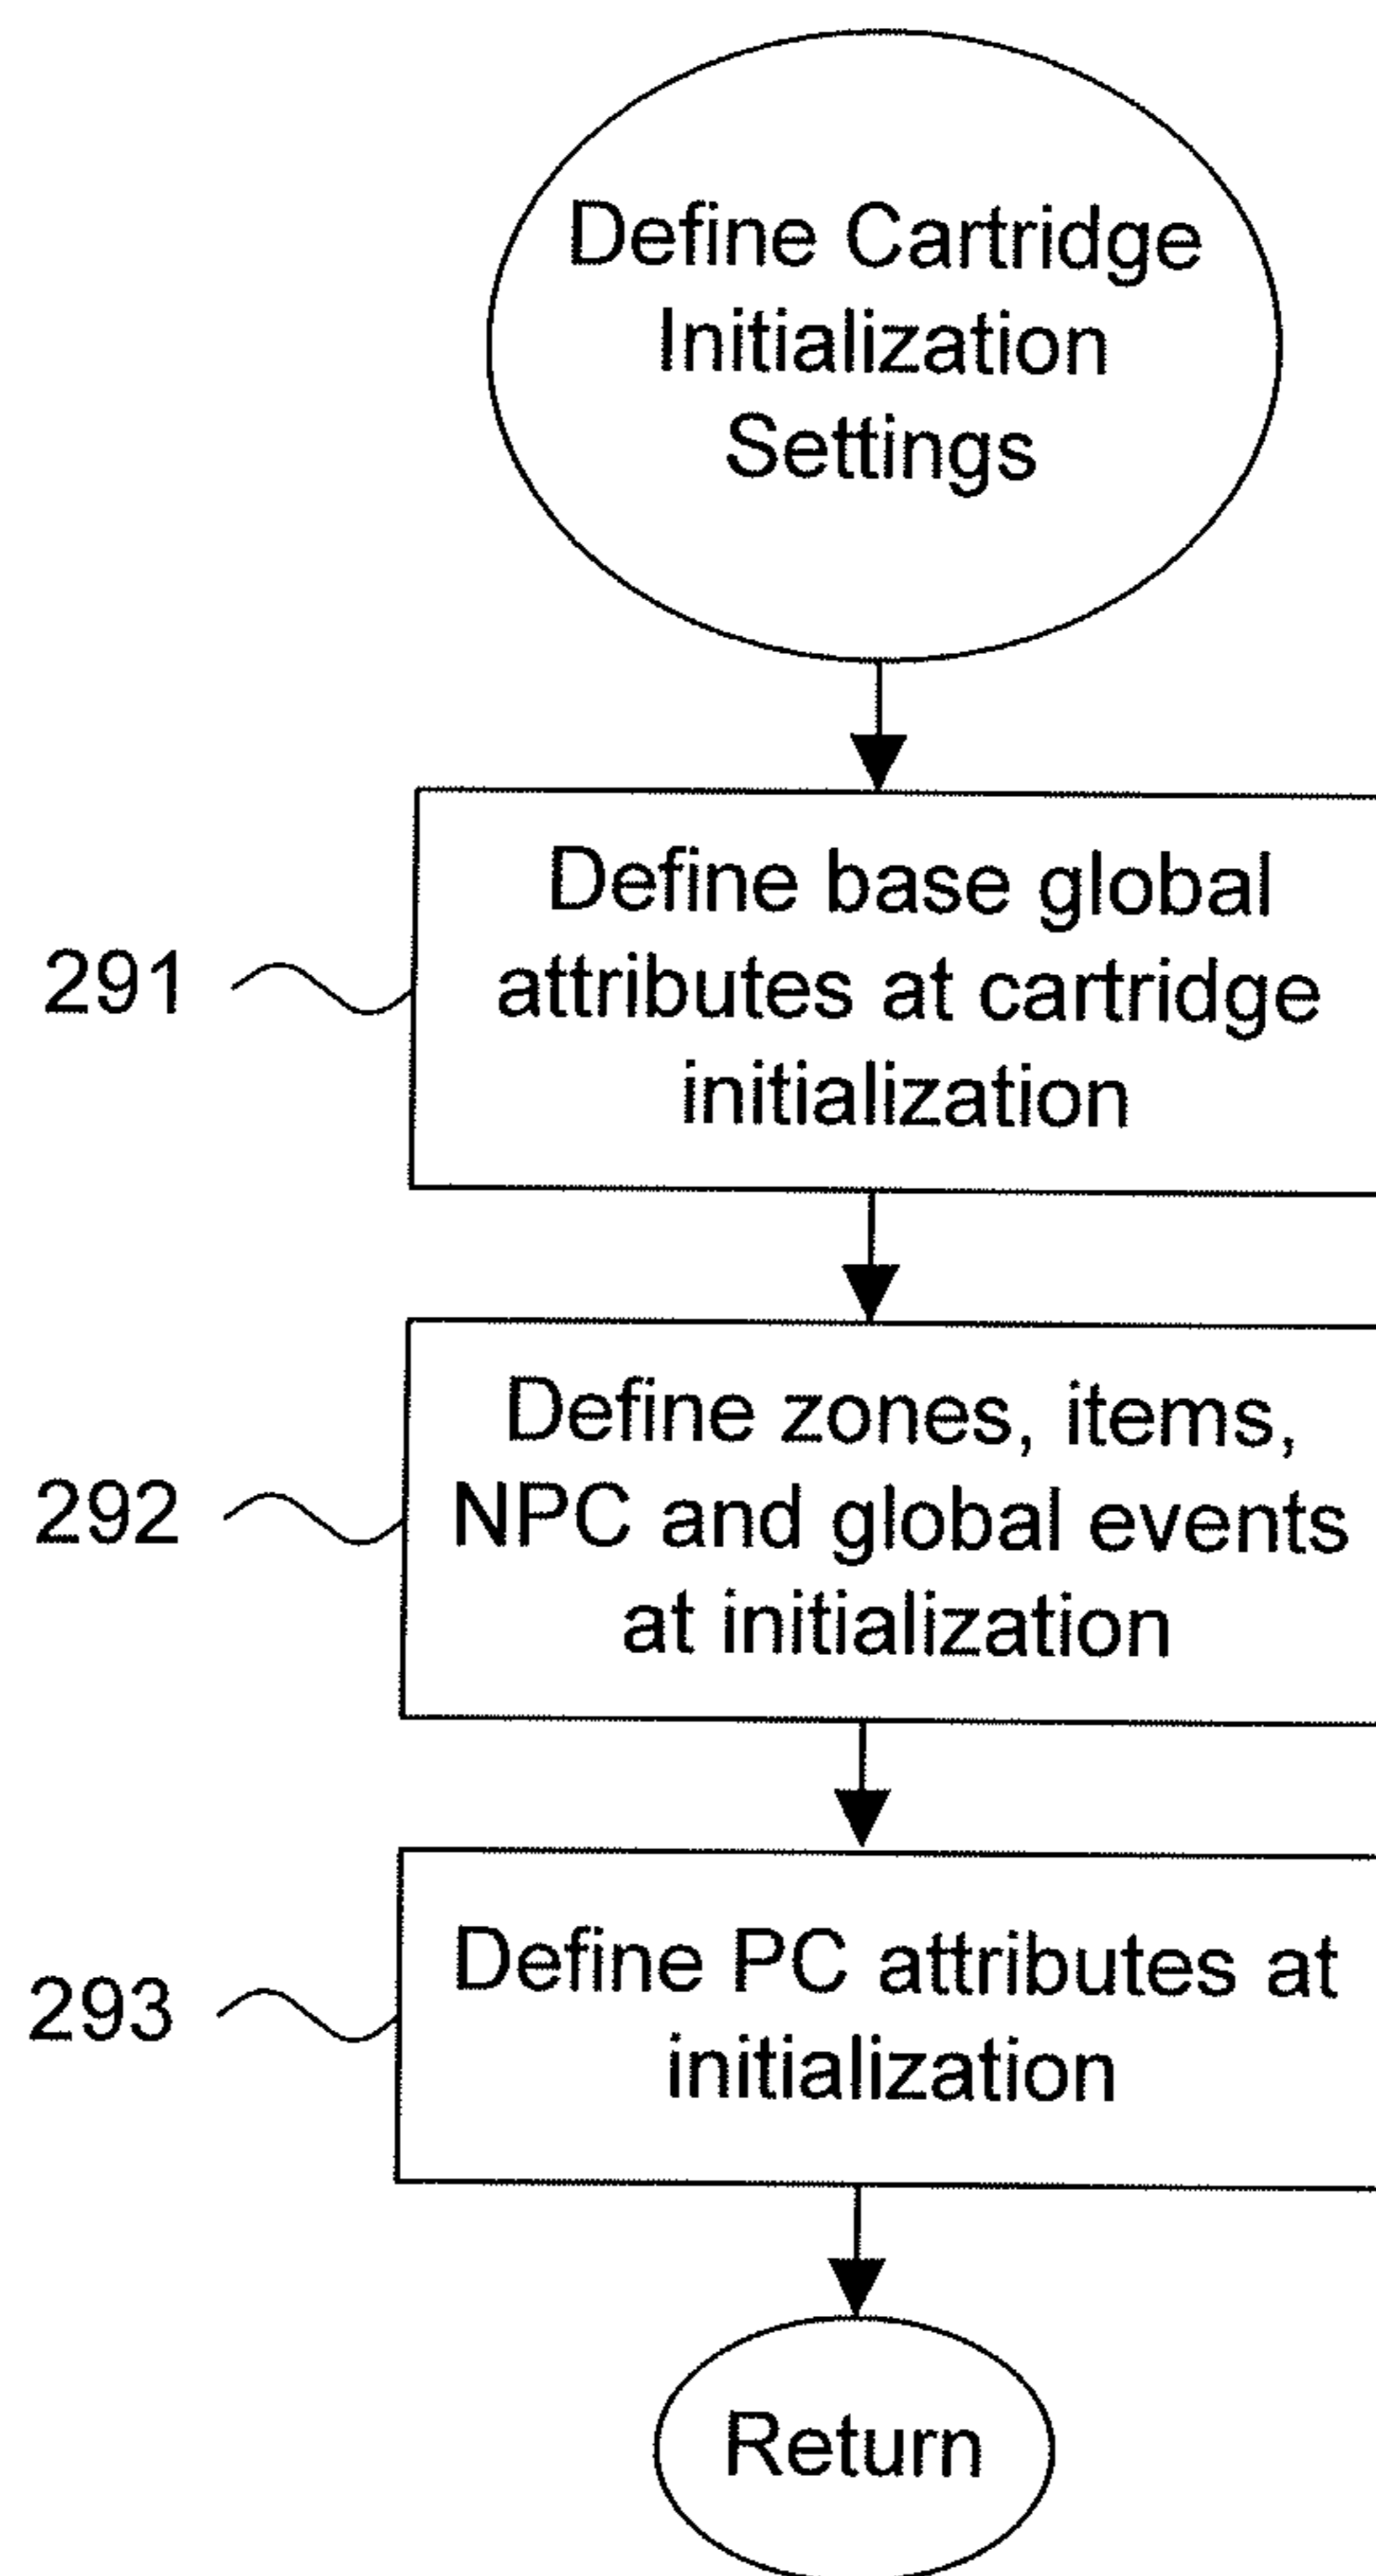 Define Cartridge
Initialization
Settings
Define base global
attributes at cartridge
initialization
291
Define zones, items,
NPC and global events
at initialization
292
Define PC attributes at
initialization
293
Return